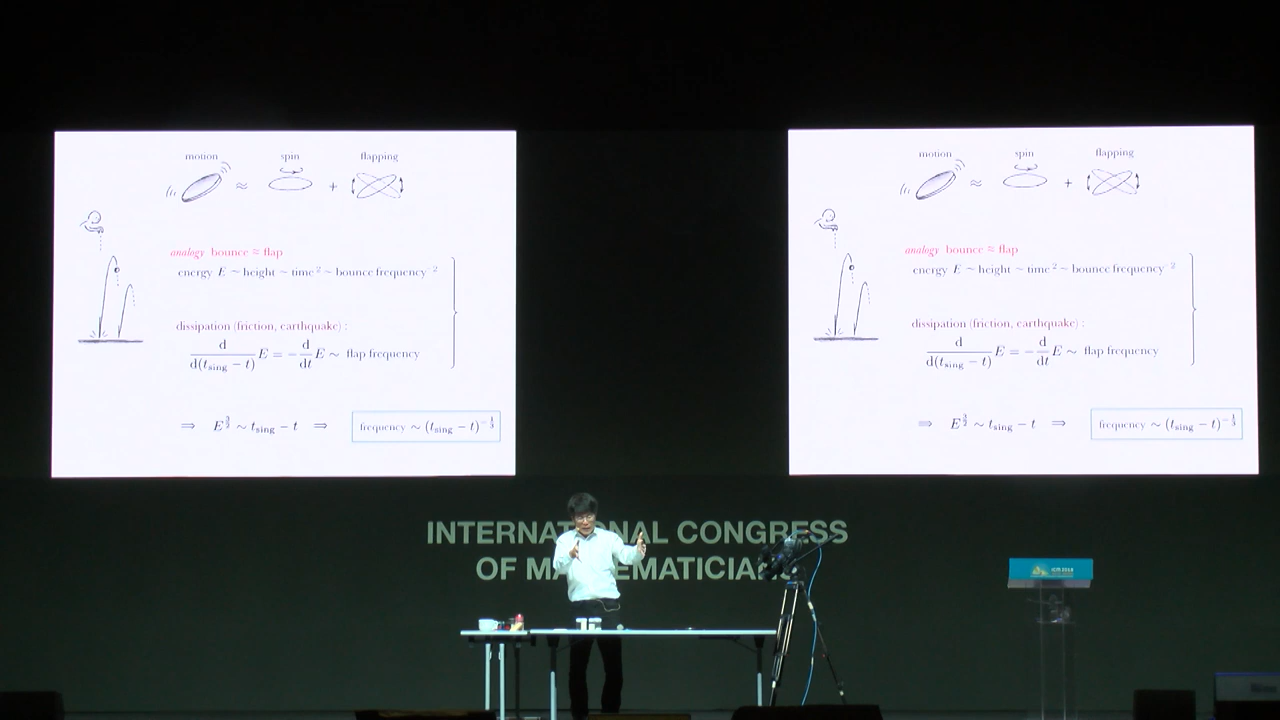 motion spin flapping
≈ +
analogy bounce ≈ flap
energy E ~ height ~ time² ~ bounce frequency⁻²
dissipation (friction, earthquake) :
d/d(t_sing − t) E = − d/dt E ~ flap frequency
⇒ E^{3/2} ~ t_sing − t ⇒ frequency ~ (t_sing − t)^{−1/3}
motion spin flapping
≈ +
analogy bounce ≈ flap
energy E ~ height ~ time² ~ bounce frequency⁻²
dissipation (friction, earthquake) :
d/d(t_sing − t) E = − d/dt E ~ flap frequency
⇒ E^{3/2} ~ t_sing − t ⇒ frequency ~ (t_sing − t)^{−1/3}
INTERNATIONAL CONGRESS
OF MATHEMATICIANS
ICM 2018